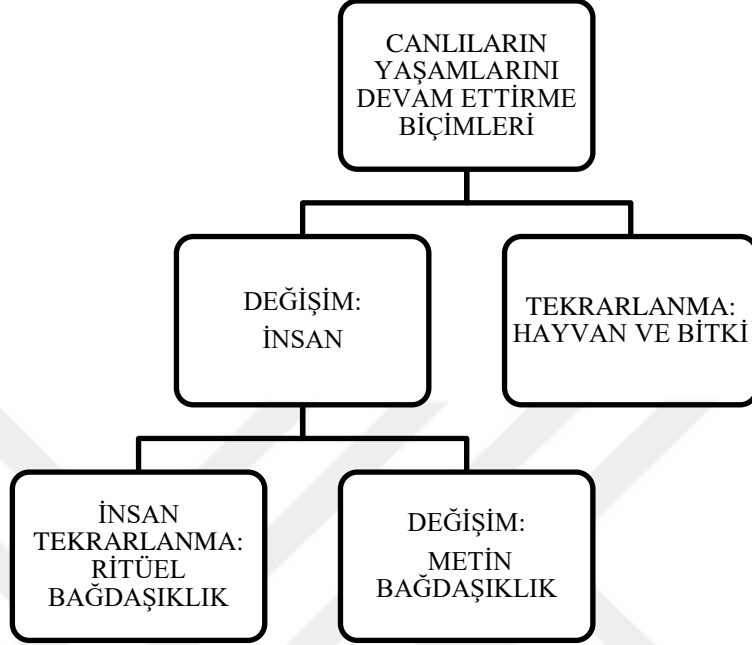 CANLILARIN
YAŞAMLARINI
DEVAM ETTİRME
BİÇİMLERİ
DEĞİŞİM:
İNSAN
TEKRARLANMA:
HAYVAN VE BİTKİ
İNSAN
TEKRARLANMA:
RİTÜEL
BAĞDAŞIKLIK
DEĞİŞİM:
METİN
BAĞDAŞIKLIK